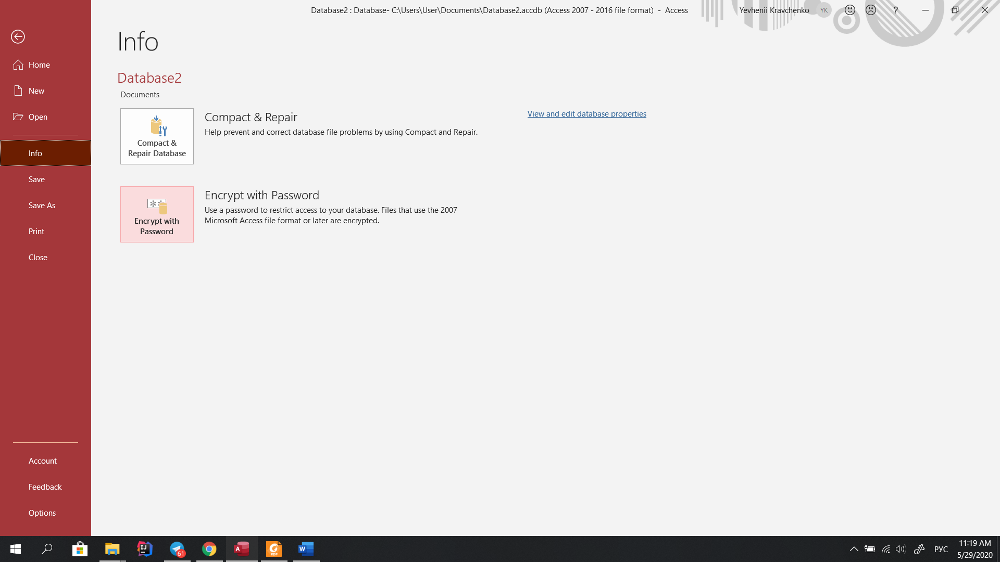 Database2 : Database- C:\Users\User\Documents\Database2.accdb (Access 2007 - 2016 file format)  -  Access
Yevhenii Kravchenko
YK
?
Info
Home
New
Open
Info
Save
Save As
Print
Close
Account
Feedback
Options
Database2
Documents
Compact &
Repair Database
Compact & Repair
Help prevent and correct database file problems by using Compact and Repair.
View and edit database properties
Encrypt with
Password
Encrypt with Password
Use a password to restrict access to your database. Files that use the 2007
Microsoft Access file format or later are encrypted.
IJ
61
A
PDF
W
РУС
11:19 AM
5/29/2020